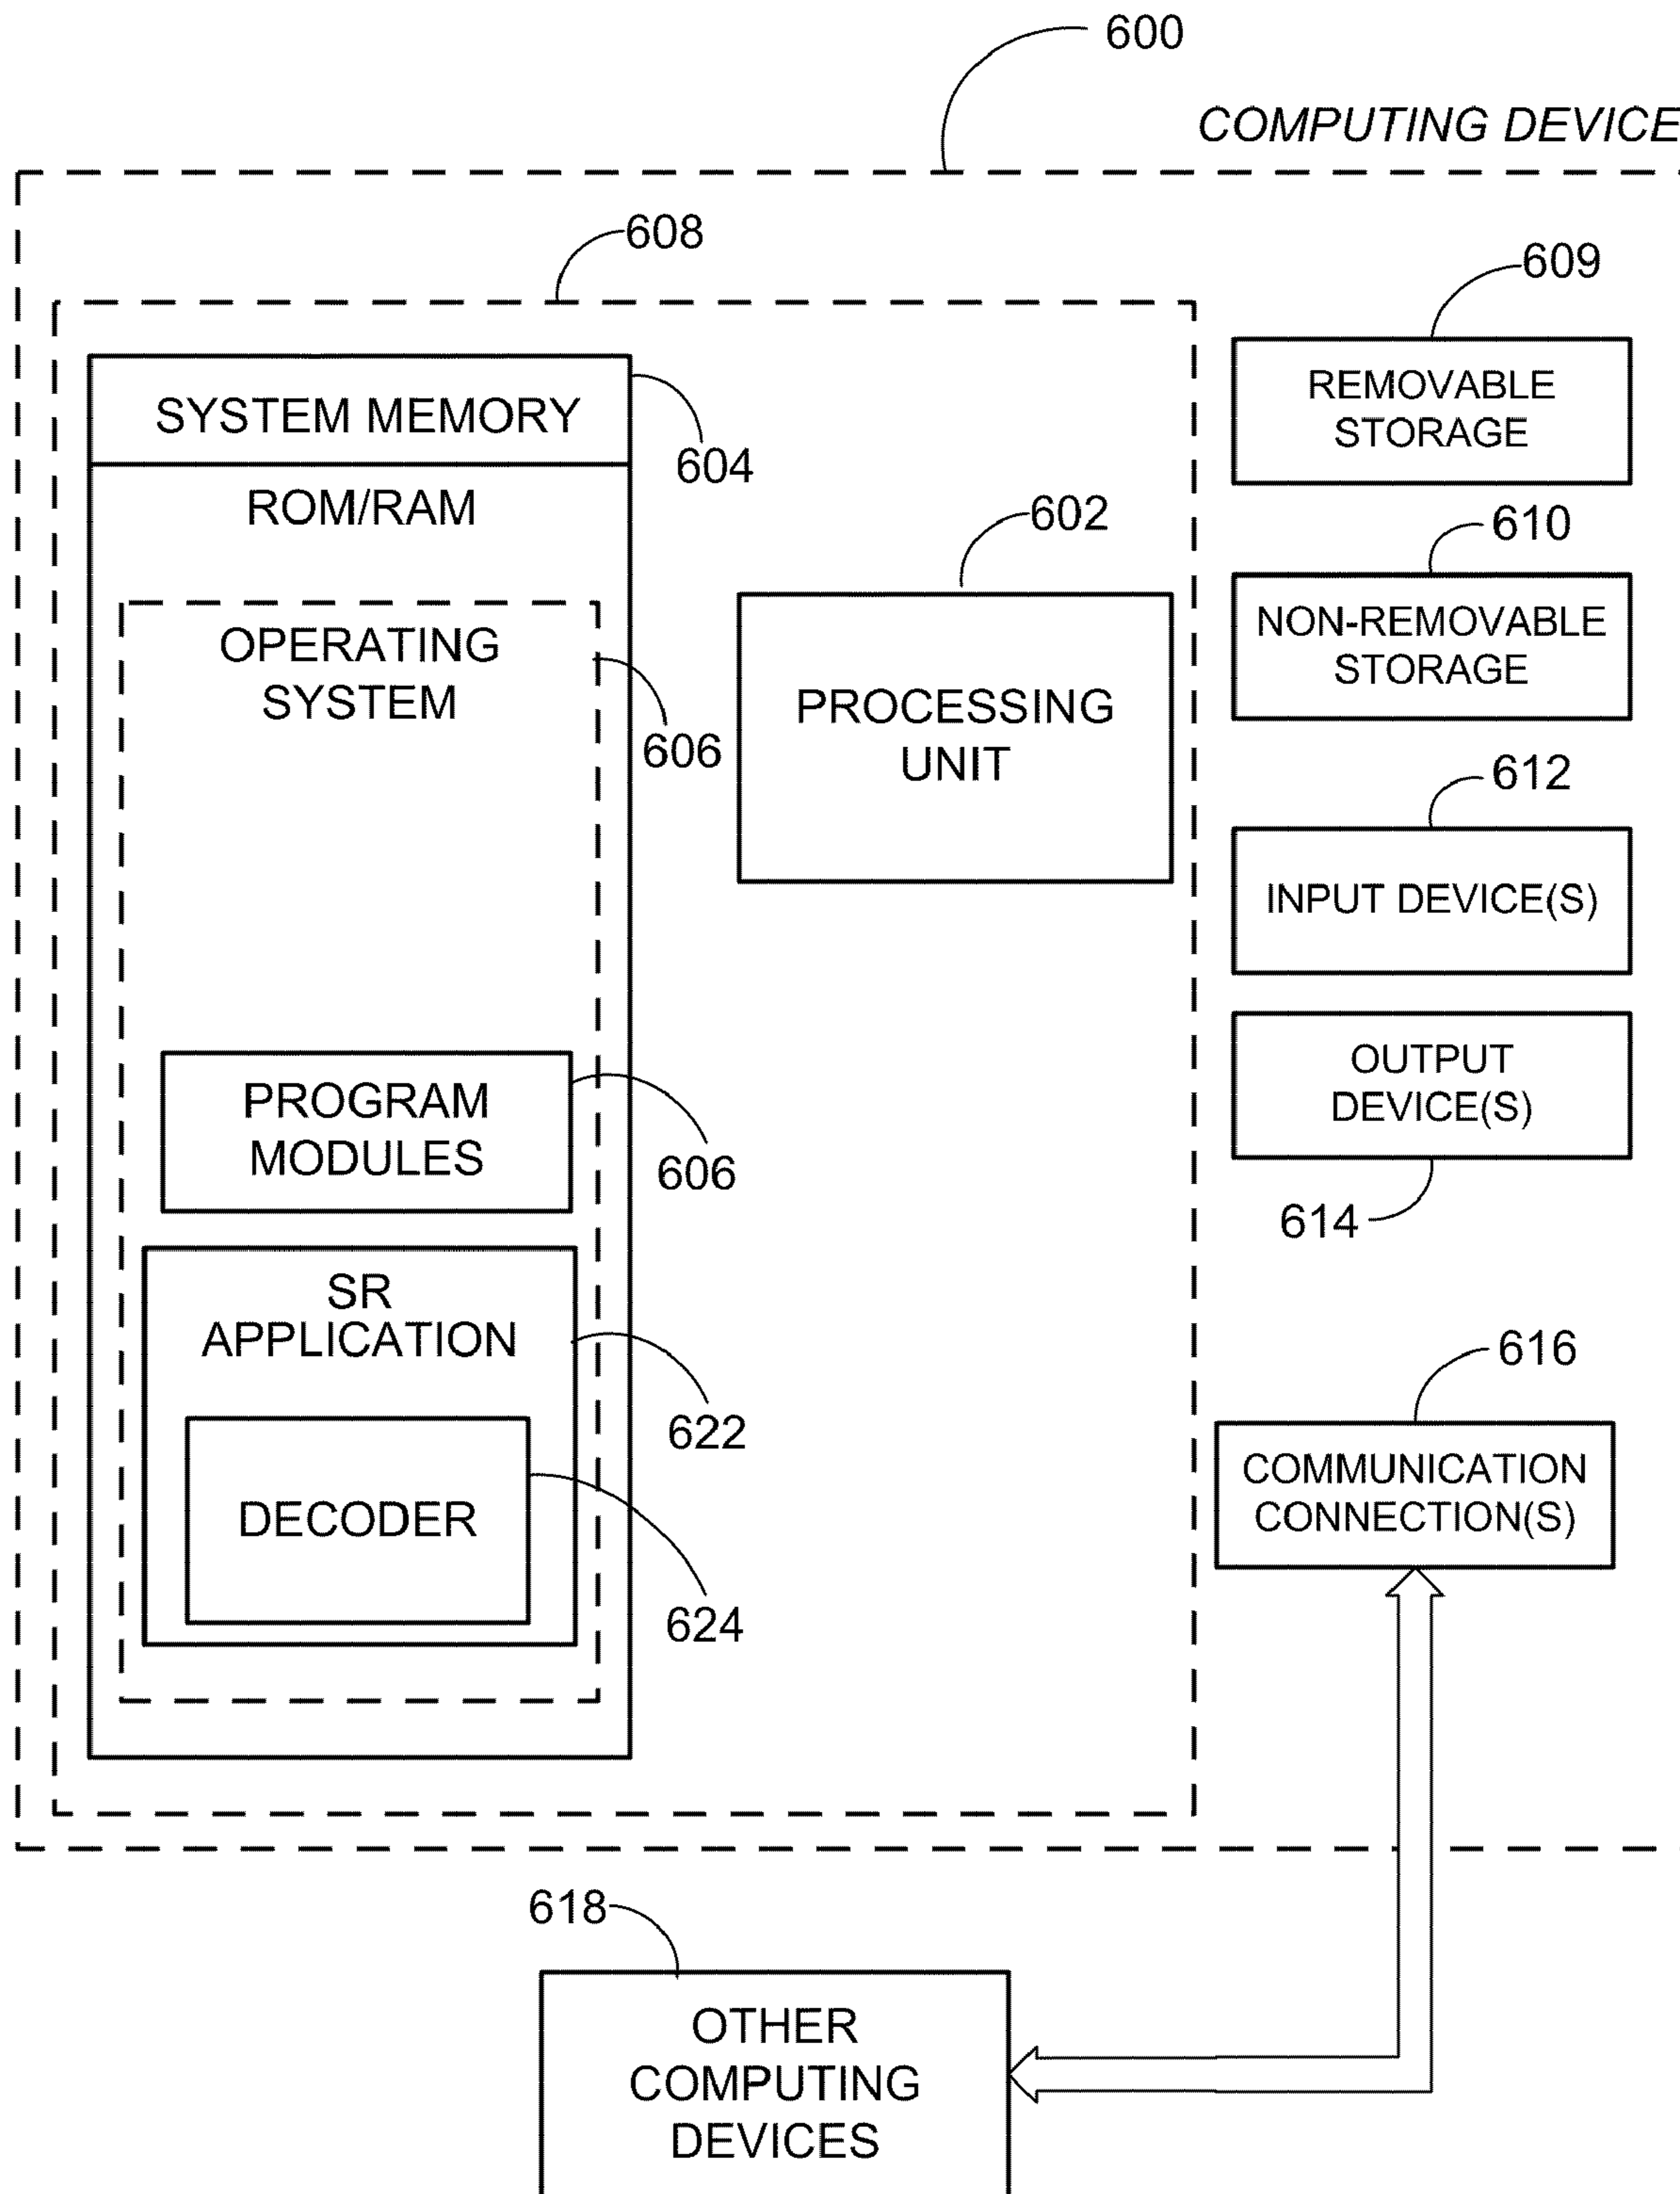 600
COMPUTING DEVICE
608
609
SYSTEM MEMORY
604
ROM/RAM
REMOVABLE
STORAGE
602
610
OPERATING
SYSTEM
606
PROCESSING
UNIT
NON-REMOVABLE
STORAGE
612
INPUT DEVICE(S)
PROGRAM
MODULES
606
OUTPUT
DEVICE(S)
614
SR
APPLICATION
622
616
DECODER
624
COMMUNICATION
CONNECTION(S)
618
OTHER
COMPUTING
DEVICES